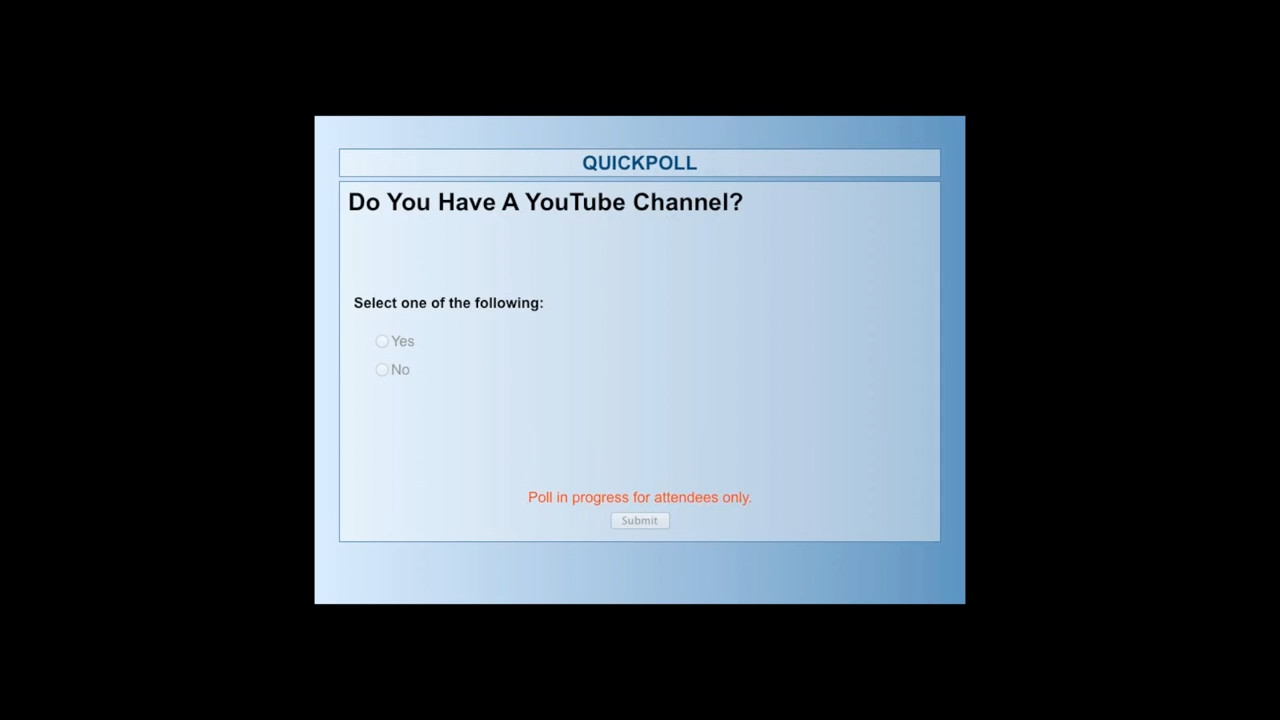 QUICKPOLL
Do You Have A YouTube Channel?
Select one of the following:
Yes
No
Poll in progress for attendees only.
Submit